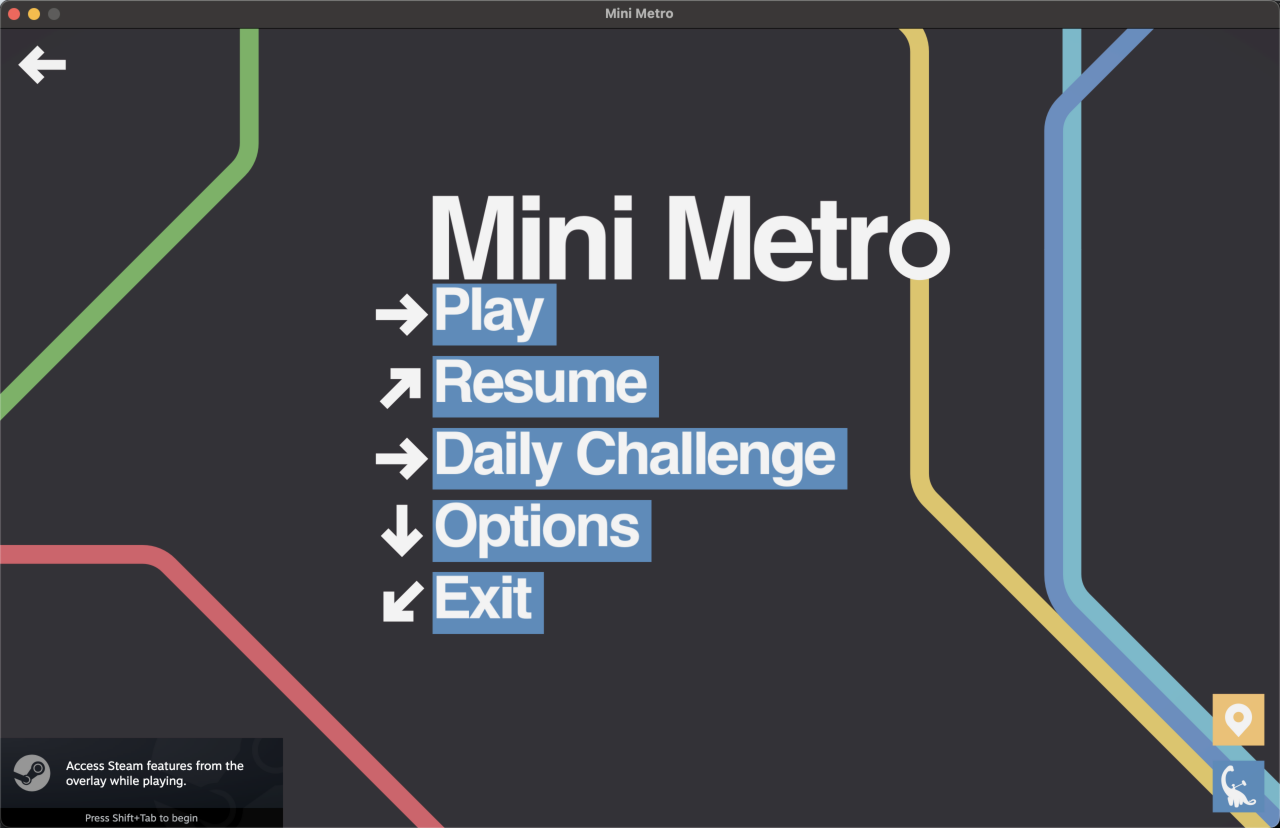 Mini Metro
Mini Metro
Play
Resume
Daily Challenge
Options
Exit
Access Steam features from the
overlay while playing.
Press Shift+Tab to begin